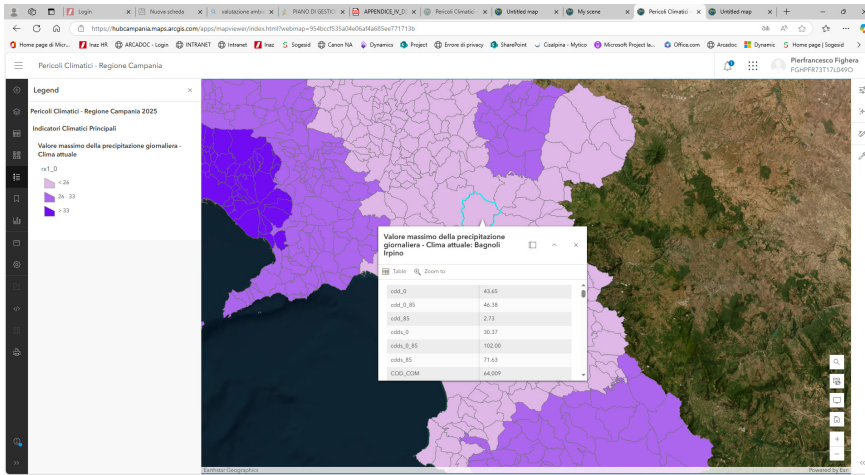 Login
Nuova scheda
valutazione ambie
PIANO DI GESTIO
APPENDICE_IV_D
Pericoli Climatici -
Untitled map
My scene
Pericoli Climatici
Untitled map
https://hubcampania.maps.arcgis.com/apps/mapviewer/index.html?webmap=954bccf535a04e06af4a685ee771713b
Home page di Micr...
Inaz HR
ARCADOC - Login
INTRANET
Intranet
Inaz
Sogesid
Canon NA
Dynamics
Project
Errore di privacy
SharePoint
Cisalpina - Mytico
Microsoft Project la...
Office.com
Arcadoc
Dynamic
Home page | Sogesid
Pericoli Climatici - Regione Campania
Pierfrancesco Fighera
FGHPFR73T17L049O
Legend
Pericoli Climatici - Regione Campania 2025
Indicatori Climatici Principali
Valore massimo della precipitazione giornaliera -
Clima attuale
rx1_0
< 26
26 - 33
> 33
Valore massimo della precipitazione
giornaliera - Clima attuale: Bagnoli
Irpino
Table
Zoom to
cdd_0 43.65
cdd_0_85 46.38
cdd_85 2.73
cdds_0 30.37
cdds_0_85 102.00
cdds_85 71.63
COD_COM 64,009
Earthstar Geographics
Powered by Esri